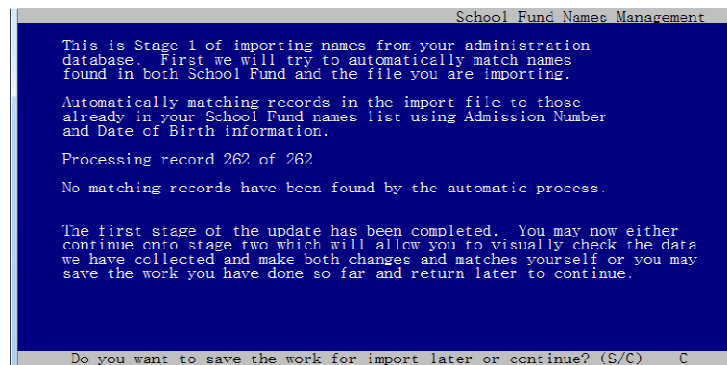 School Fund Names Management
This is Stage 1 of importing names from your administration
database. First we will try to automatically match names
found in both School Fund and the file you are importing.
Automatically matching records in the import file to those
already in your School Fund names list using Admission Number
and Date of Birth information.
Processing record 262 of 262
No matching records have been found by the automatic process.
The first stage of the update has been completed. You may now either
continue onto stage two which will allow you to visually check the data
we have collected and make both changes and matches yourself or you may
save the work you have done so far and return later to continue.
Do you want to save the work for import later or continue? (S/C) C